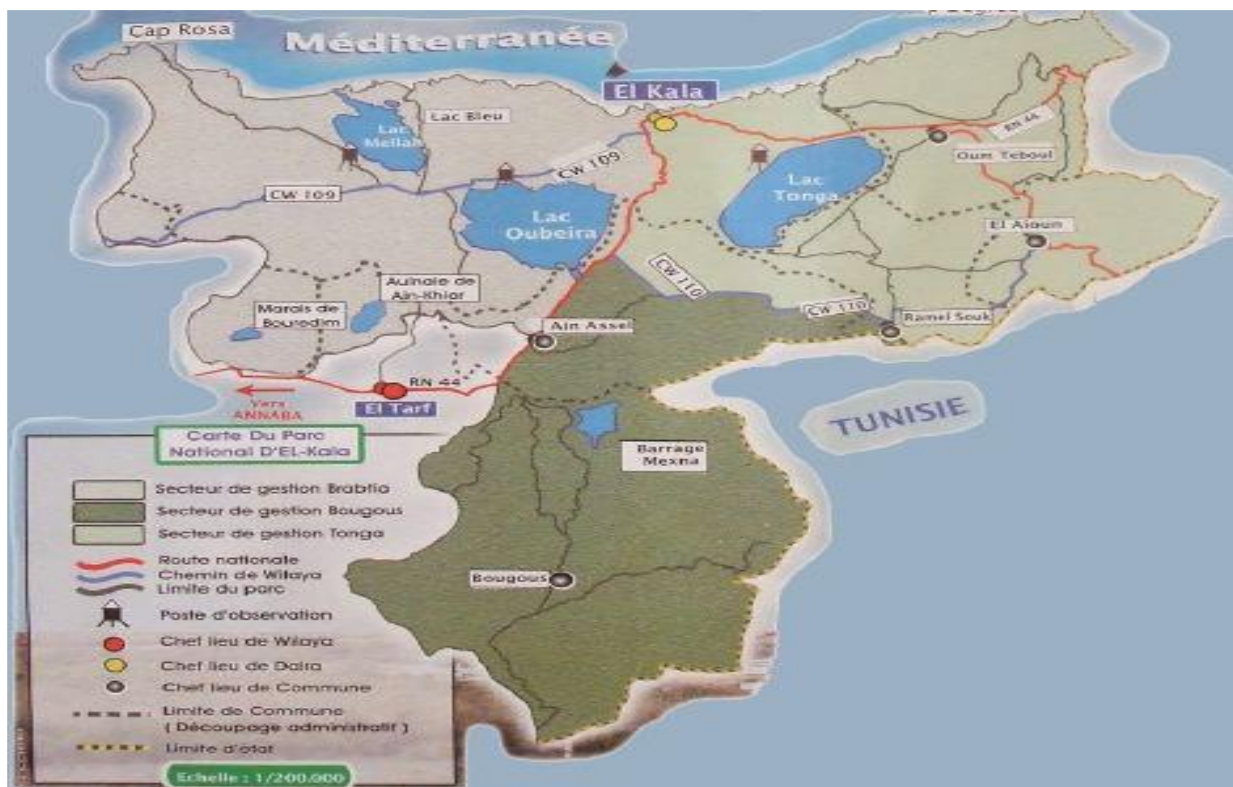 Cap Rosa
Méditerranée
El Kala
Lac Bleu
Lac
Mellah
CW 109
CW 109
RN 44
Oum Teboul
Lac
Tonga
Lac
Oubeira
El Aioun
CW 110
CW 110
Ramel Souk
Aulnaie de
Ain-Khiar
Marais de
Bouredim
Ain Assel
RN 44
El Tarf
Vers
ANNABA
TUNISIE
Barrage
Mexna
Bougous
Carte Du Parc
National D'EL-Kala
Secteur de gestion Brabtia
Secteur de gestion Bougous
Secteur de gestion Tonga
Route nationale
Chemin de Wilaya
Limite du parc
Poste d'observation
Chef lieu de Wilaya
Chef lieu de Daïra
Chef lieu de Commune
Limite de Commune
( Découpage administratif )
Limite d'état
Echelle : 1/200.000